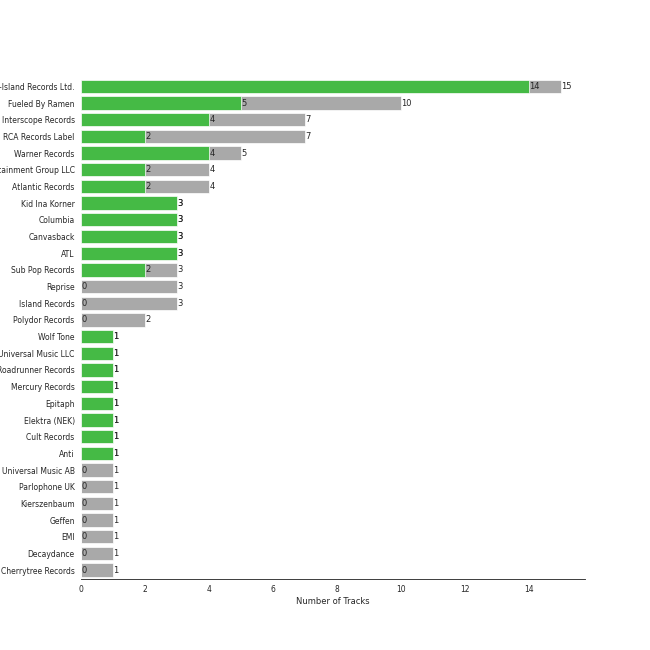 -Island Records Ltd. 14 15
Fueled By Ramen 5 10
Interscope Records 4 7
RCA Records Label 2 7
Warner Records 4 5
tainment Group LLC 2 4
Atlantic Records 2 4
Kid Ina Korner 3
Columbia 3
Canvasback 3
ATL 3
Sub Pop Records 2 3
Reprise 0 3
Island Records 0 3
Polydor Records 0 2
Wolf Tone 1
Universal Music LLC 1
Roadrunner Records 1
Mercury Records 1
Epitaph 1
Elektra (NEK) 1
Cult Records 1
Anti 1
Universal Music AB 0 1
Parlophone UK 0 1
Kierszenbaum 0 1
Geffen 0 1
EMI 0 1
Decaydance 0 1
Cherrytree Records 0 1
0 2 4 6 8 10 12 14
Number of Tracks